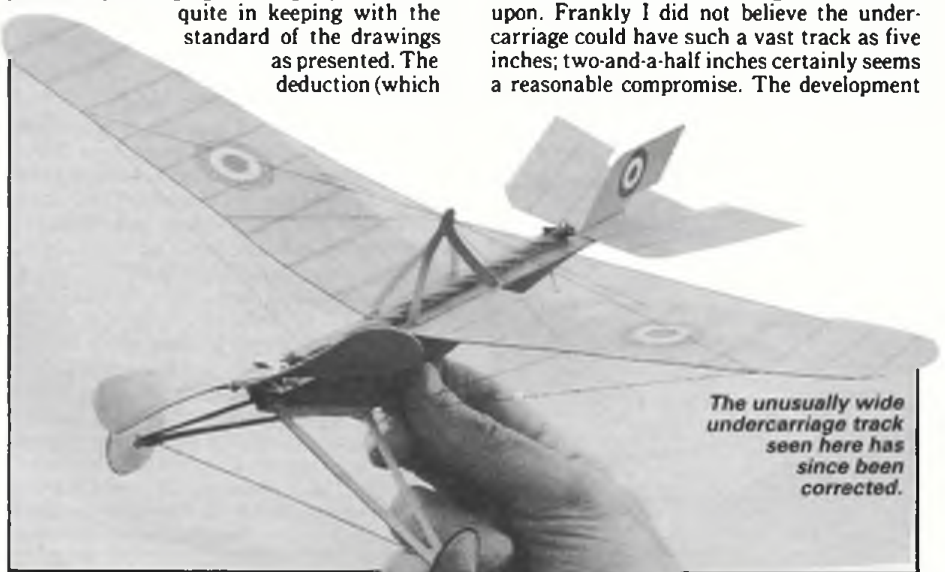 quite in keeping with the
standard of the drawings
as presented. The
deduction (which
upon. Frankly I did not believe the under-
carriage could have such a vast track as five
inches; two-and-a-half inches certainly seems
a reasonable compromise. The development
The unusually wide
undercarriage track
seen here has
since been
corrected.